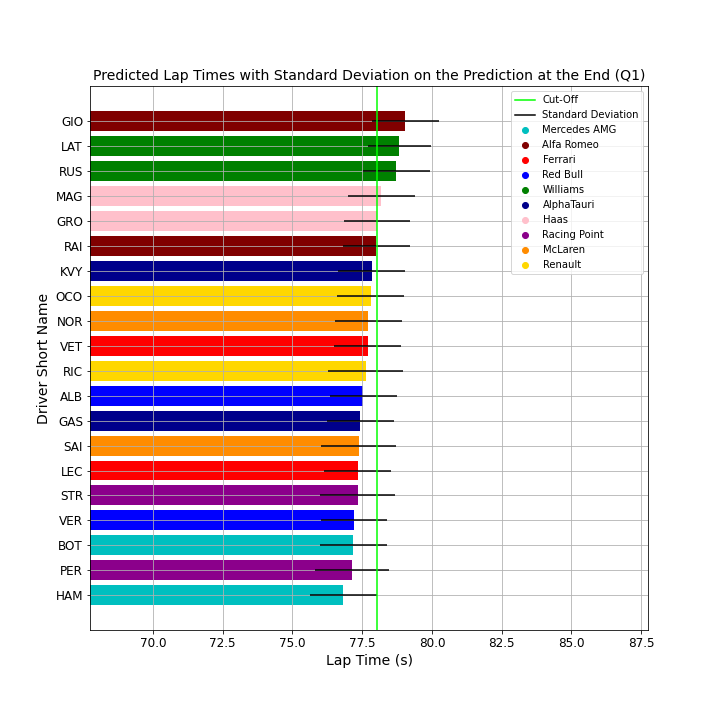 Predicted Lap Times with Standard Deviation on the Prediction at the End (Q1)
Cut-Off
Standard Deviation
Mercedes AMG
Alfa Romeo
Ferrari
Red Bull
Williams
AlphaTauri
Haas
Racing Point
McLaren
Renault
Driver Short Name
GIO
LAT
RUS
MAG
GRO
RAI
KVY
OCO
NOR
VET
RIC
ALB
GAS
SAI
LEC
STR
VER
BOT
PER
HAM
70.0 72.5 75.0 77.5 80.0 82.5 85.0 87.5
Lap Time (s)